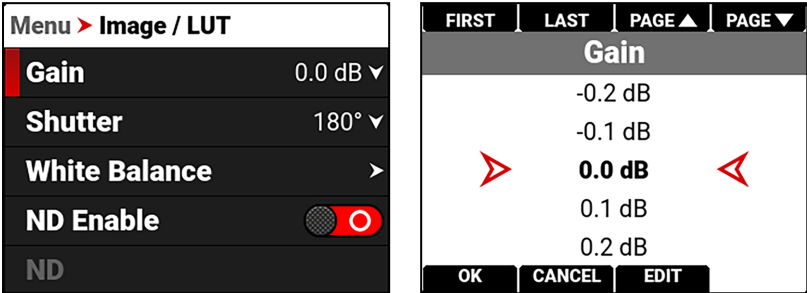 Menu > Image / LUT
Gain 0.0 dB
Shutter 180°
White Balance
ND Enable
ND
FIRST LAST PAGE▲ PAGE▼
Gain
-0.2 dB
-0.1 dB
0.0 dB
0.1 dB
0.2 dB
OK CANCEL EDIT